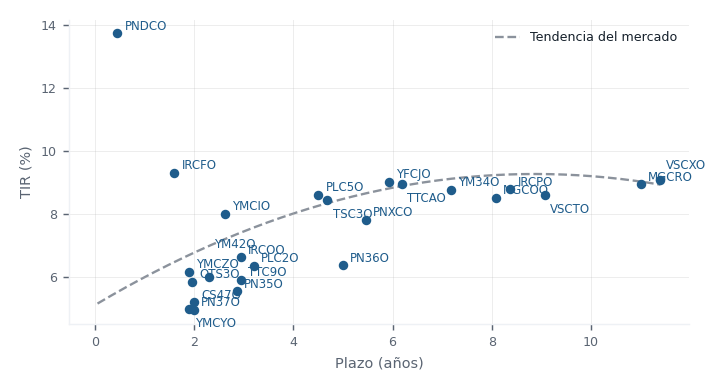 14
12
10
8
6
TIR (%)
0
2
4
6
8
10
Plazo (años)
Tendencia del mercado
PNDCO
IRCFO
YMCIO
PLC5O
YFCJO
YM34O
IRCPO
MGCOO
VSCXO
MGCRO
TTCAO
TSC3O
PNXCO
VSCTO
YM42O
IRCOO
PLC2O
PN36O
YMCZO
OTS3O
TTC9O
PN35O
CS47O
PN37O
YMCYO